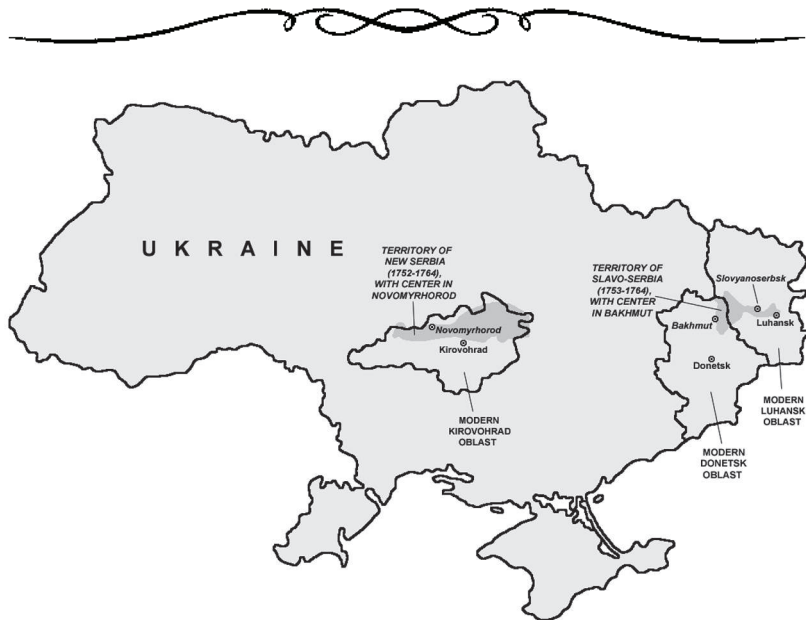 UKRAINE
TERRITORY OF
NEW SERBIA
(1752-1764),
WITH CENTER IN
NOVOMYRHOROD
Novomyrhorod
Kirovohrad
MODERN
KIROVOHRAD
OBLAST
TERRITORY OF
SLAVO-SERBIA
(1753-1764),
WITH CENTER
IN BAKHMUT
Slovyanoserbsk
Luhansk
Bakhmut
Donetsk
MODERN
LUHANSK
OBLAST
MODERN
DONETSK
OBLAST